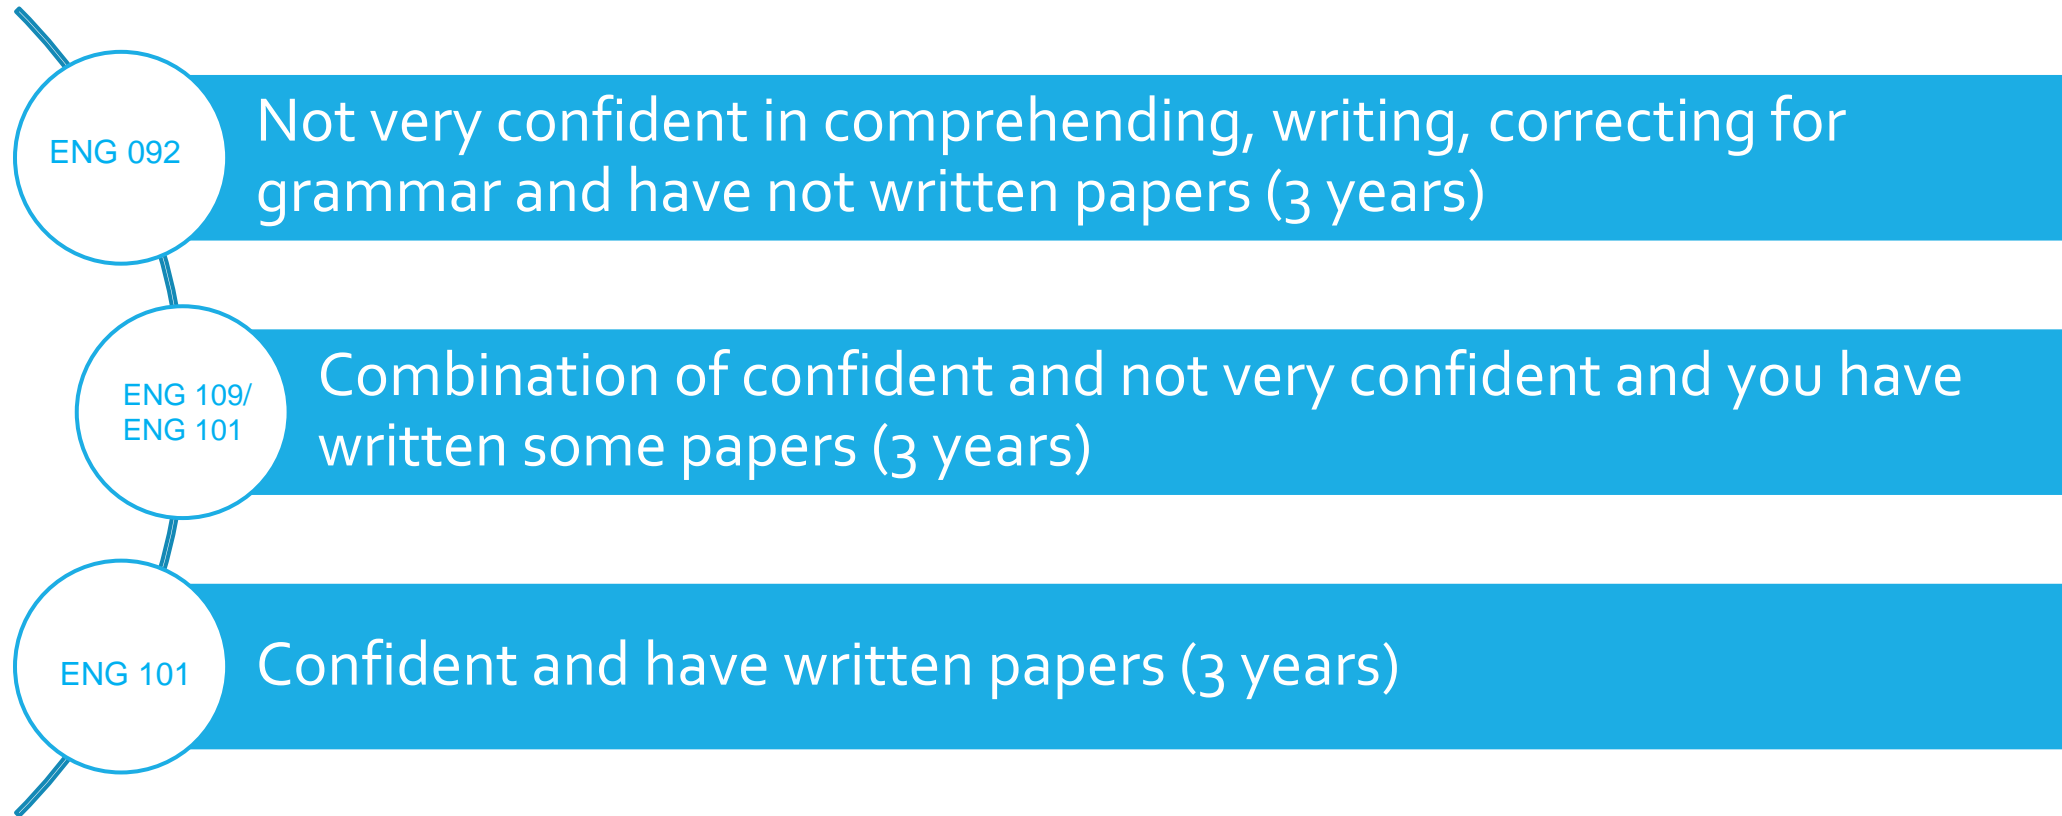 ENG 092
Not very confident in comprehending, writing, correcting for
grammar and have not written papers (3 years)
ENG 109/
ENG 101
Combination of confident and not very confident and you have
written some papers (3 years)
ENG 101
Confident and have written papers (3 years)